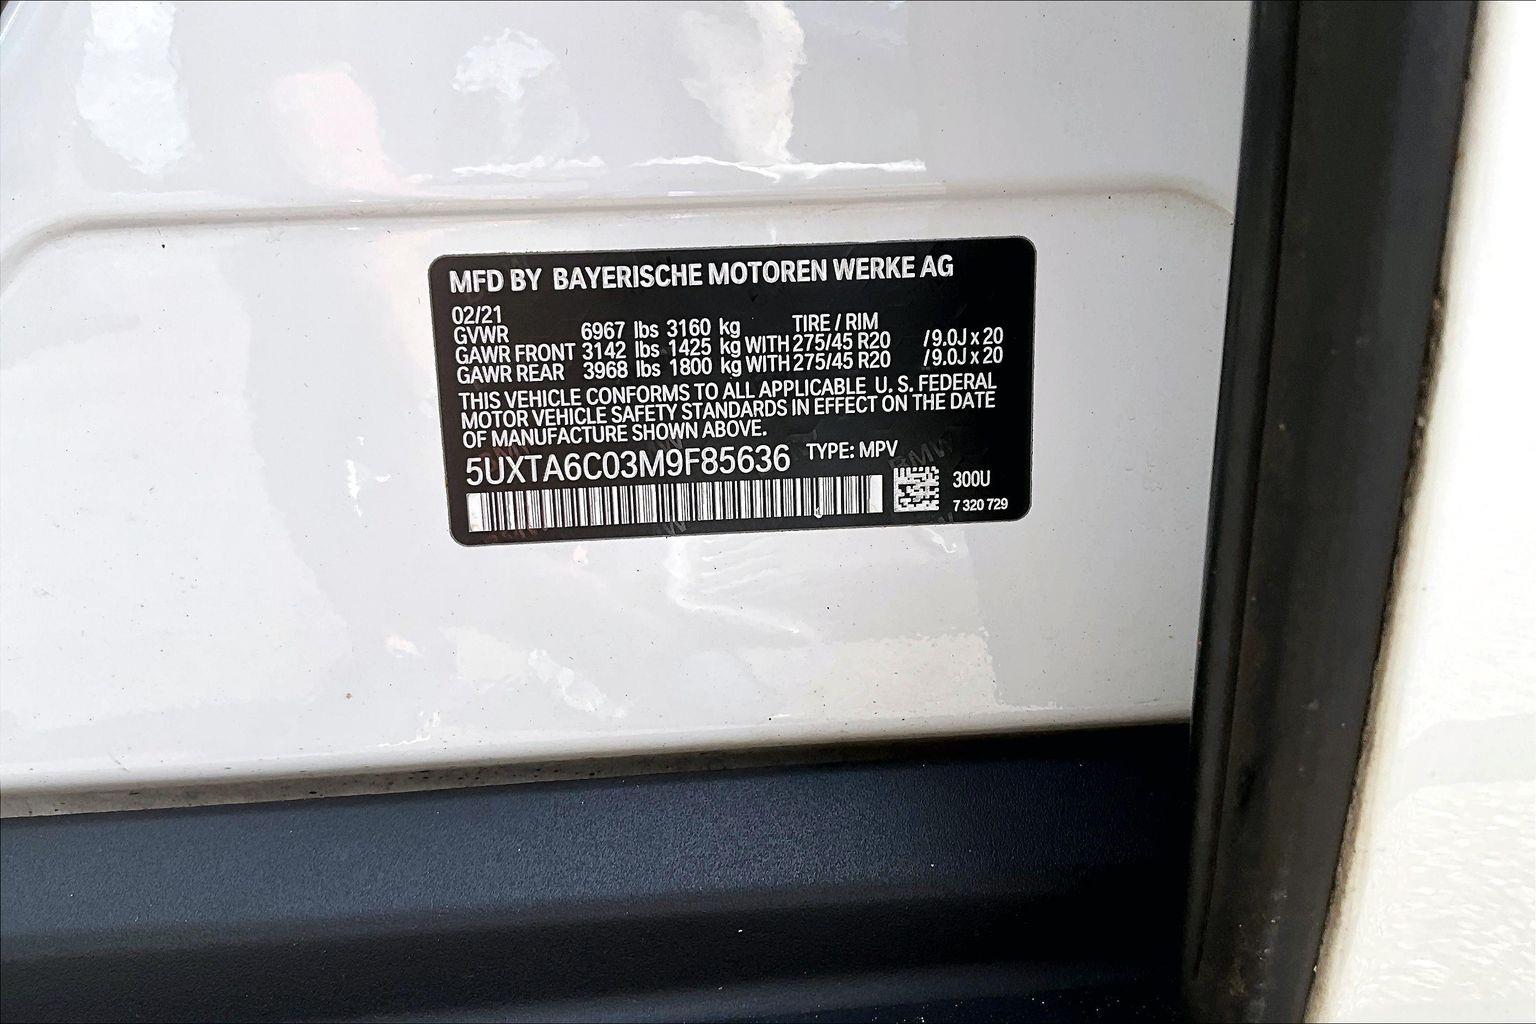 MFD BY BAYERISCHE MOTOREN WERKE AG
02/21
GVWR 6967 lbs 3160 kg TIRE / RIM
GAWR FRONT 3142 lbs 1425 kg WITH 275/45 R20 /9.0J x 20
GAWR REAR 3968 lbs 1800 kg WITH 275/45 R20 /9.0J x 20
THIS VEHICLE CONFORMS TO ALL APPLICABLE U. S. FEDERAL
MOTOR VEHICLE SAFETY STANDARDS IN EFFECT ON THE DATE
OF MANUFACTURE SHOWN ABOVE.
5UXTA6C03M9F85636 TYPE: MPV
300U
7 320 729